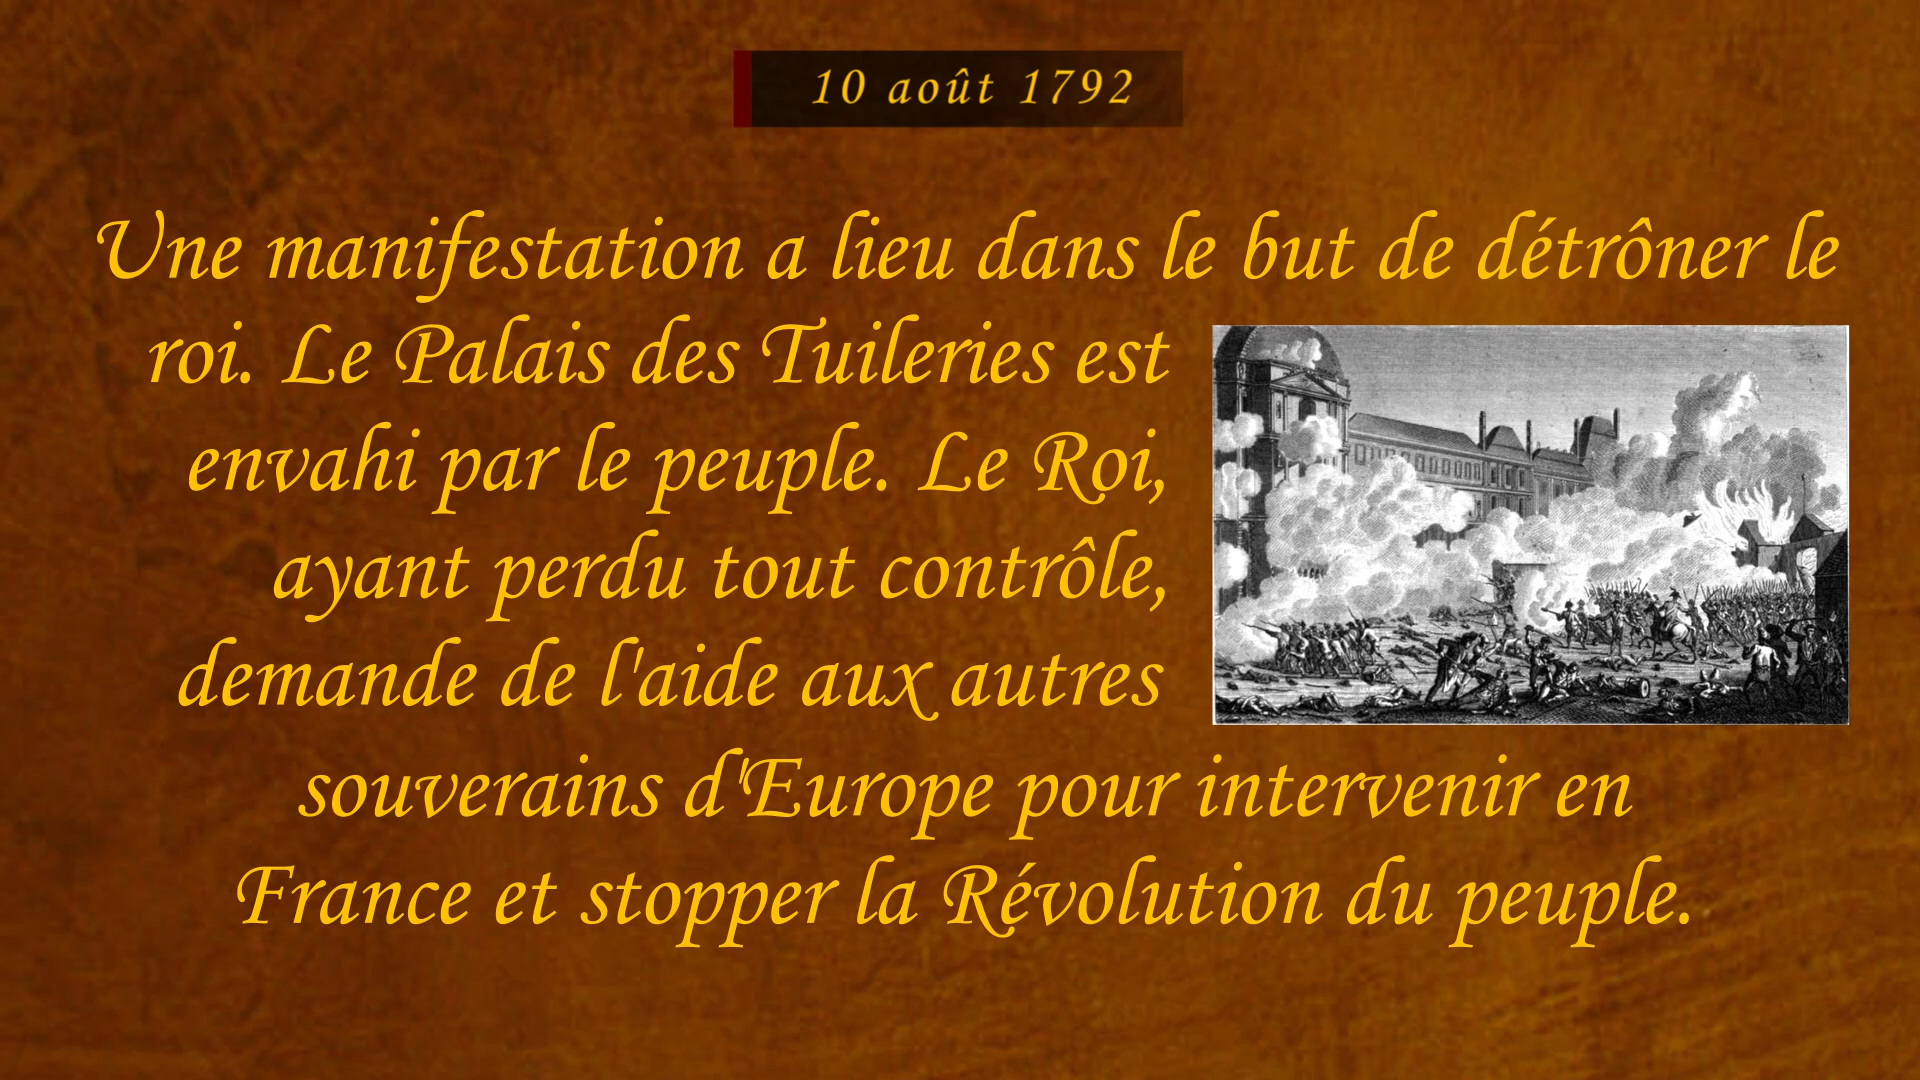 10 août 1792
Une manifestation a lieu dans le but de détrôner le
roi. Le Palais des Tuileries est
envahi par le peuple. Le Roi,
ayant perdu tout contrôle,
demande de l'aide aux autres
souverains d'Europe pour intervenir en
France et stopper la Révolution du peuple.